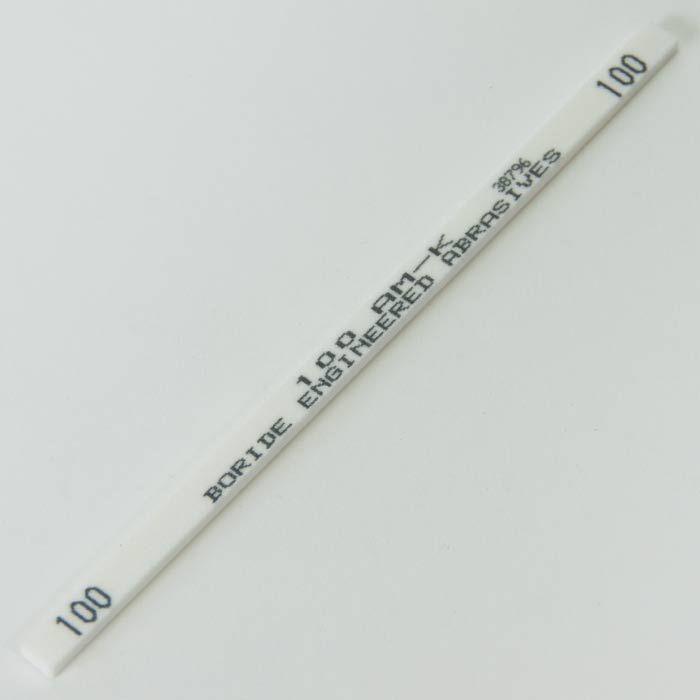 100
100 AM-K
38796
BORIDE ENGINEERED ABRASIVES
100